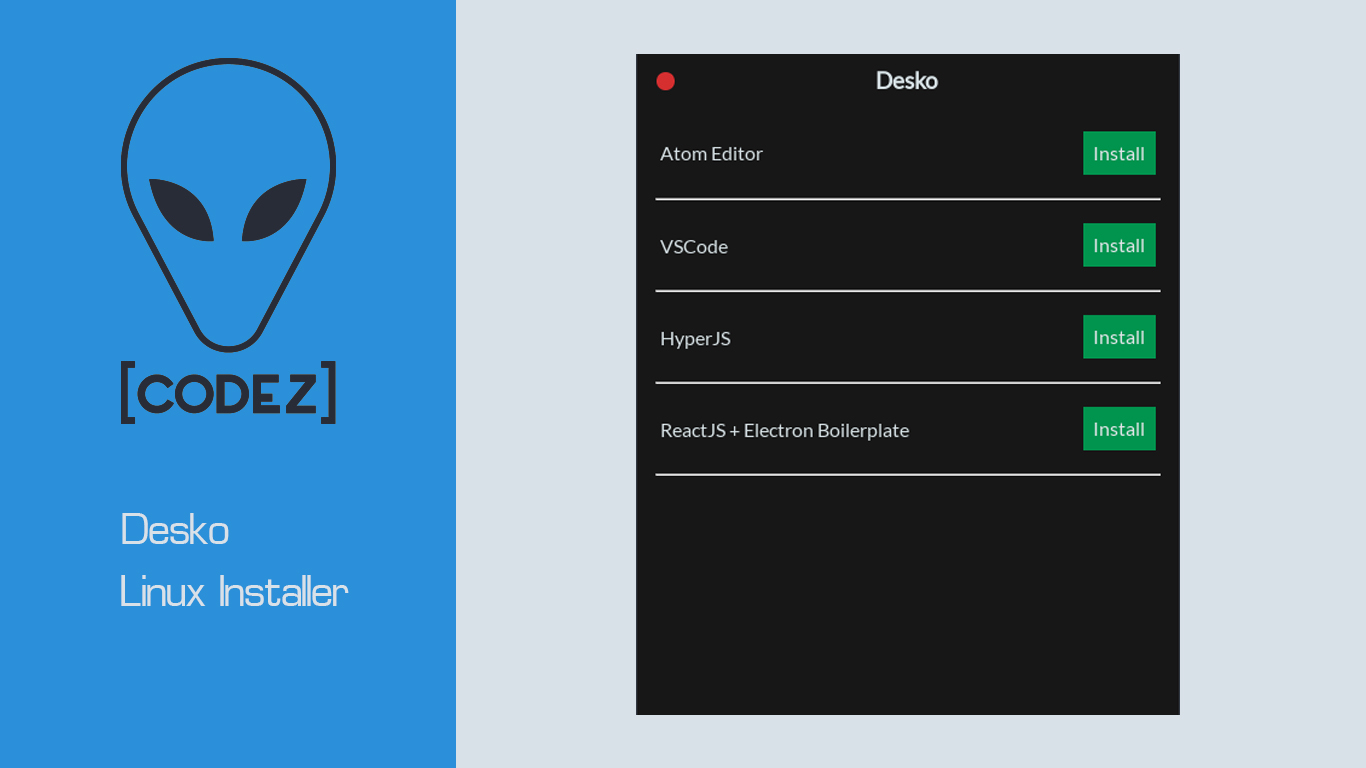 [CODEZ]
Desko
Linux Installer
Desko
Atom Editor
Install
VSCode
Install
HyperJS
Install
ReactJS + Electron Boilerplate
Install